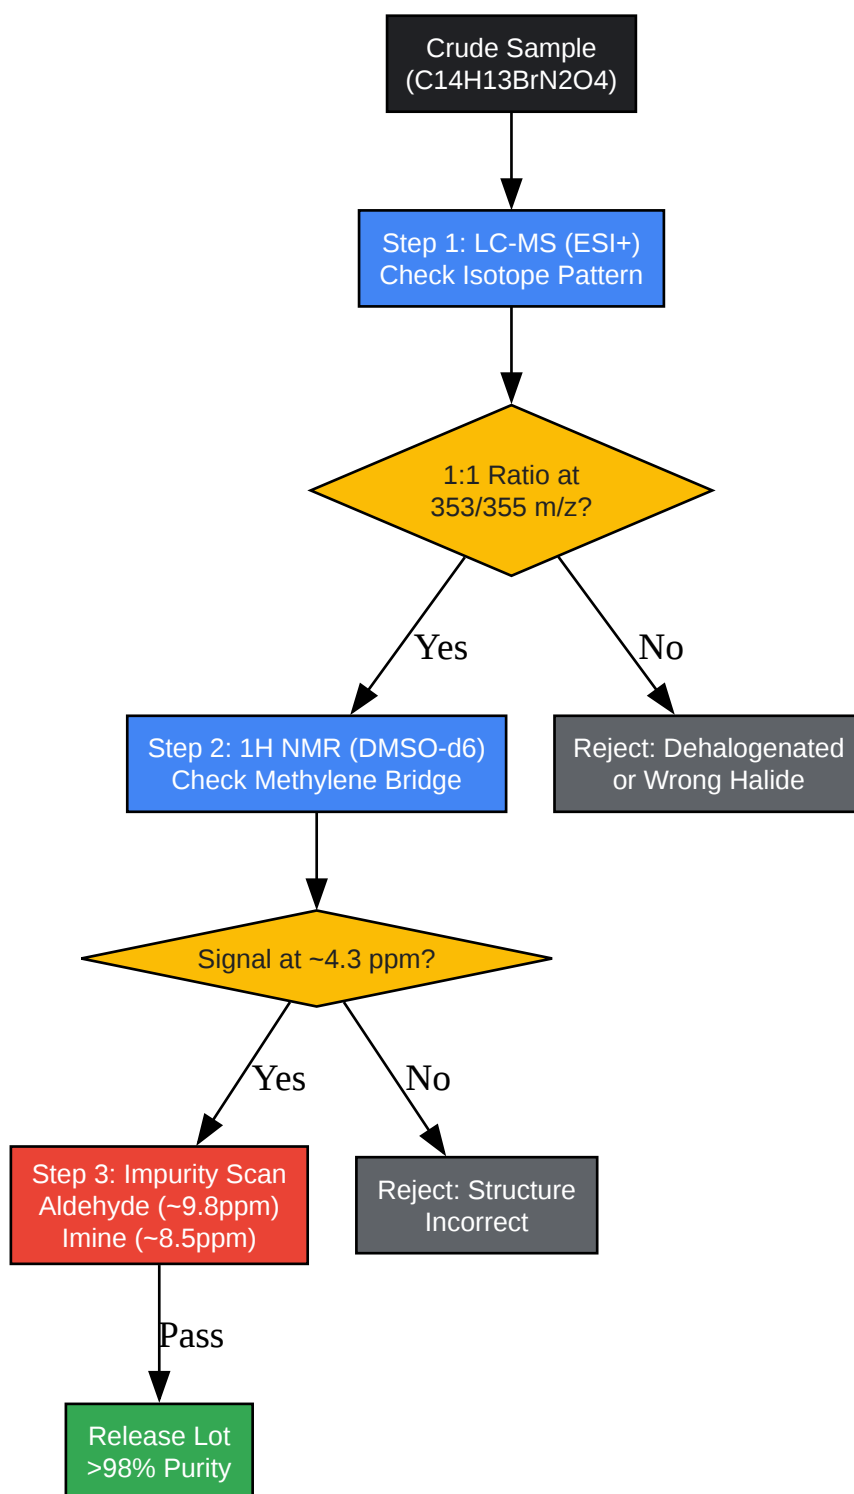 Crude Sample
(C14H13BrN2O4)
Step 1: LC-MS (ESI+)
Check Isotope Pattern
1:1 Ratio at
353/355 m/z?
Yes
No
Step 2: 1H NMR (DMSO-d6)
Check Methylene Bridge
Reject: Dehalogenated
or Wrong Halide
Signal at ~4.3 ppm?
Yes
No
Step 3: Impurity Scan
Aldehyde (~9.8ppm)
Imine (~8.5ppm)
Reject: Structure
Incorrect
Pass
Release Lot
>98% Purity